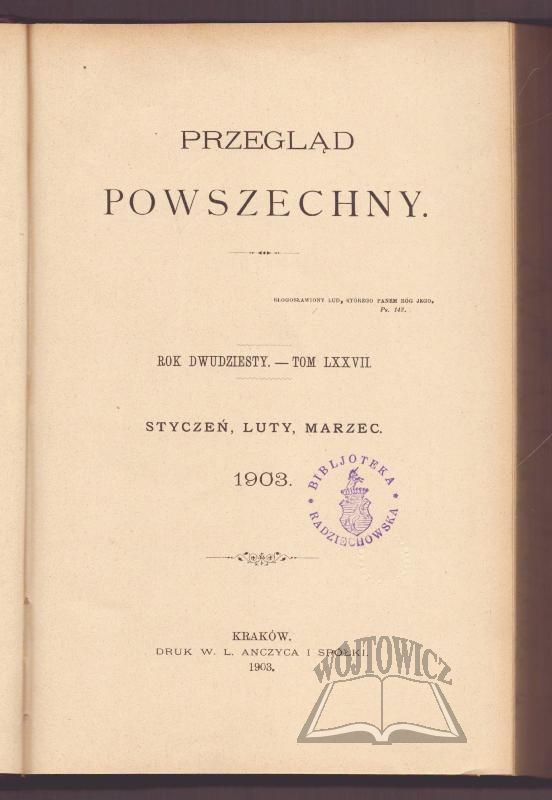 PRZEGLĄD
POWSZECHNY.
BŁOGOSŁAWIONY LUD, KTÓREGO PANEM BÓG JEGO.
Ps. 143.
ROK DWUDZIESTY. — TOM LXXVII.
STYCZEŃ, LUTY, MARZEC.
1903.
BIBLJOTEKA
RADZIECHOWSKA
KRAKÓW.
DRUK W. L. ANCZYCA I SPÓŁKI.
1903.
WÓJTOWICZ